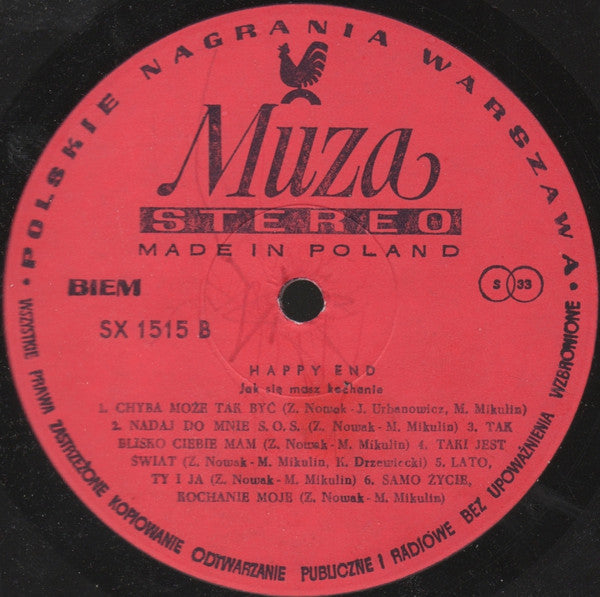 • POLSKIE NAGRANIA WARSZAWA •
Muza
STEREO
MADE IN POLAND
BIEM
S 33
SX 1515 B
HAPPY END
Jak się masz kochanie
1. CHYBA MOŻE TAK BYĆ (Z. Nowak - J. Urbanowicz, M. Mikulin)
2. NADAJ DO MNIE S.O.S. (Z. Nowak - M. Mikulin) 3. TAK
BLISKO CIEBIE MAM (Z. Nowak - M. Mikulin) 4. TAKI JEST
ŚWIAT (Z. Nowak - M. Mikulin, K. Drzewiecki) 5. LATO,
TY I JA (Z. Nowak - M. Mikulin) 6. SAMO ŻYCIE,
KOCHANIE MOJE (Z. Nowak - M. Mikulin)
WSZYSTKIE PRAWA ZASTRZEŻONE KOPIOWANIE ODTWARZANIE PUBLICZNE I RADIOWE BEZ UPOWAŻNIENIA WZBRONIONE